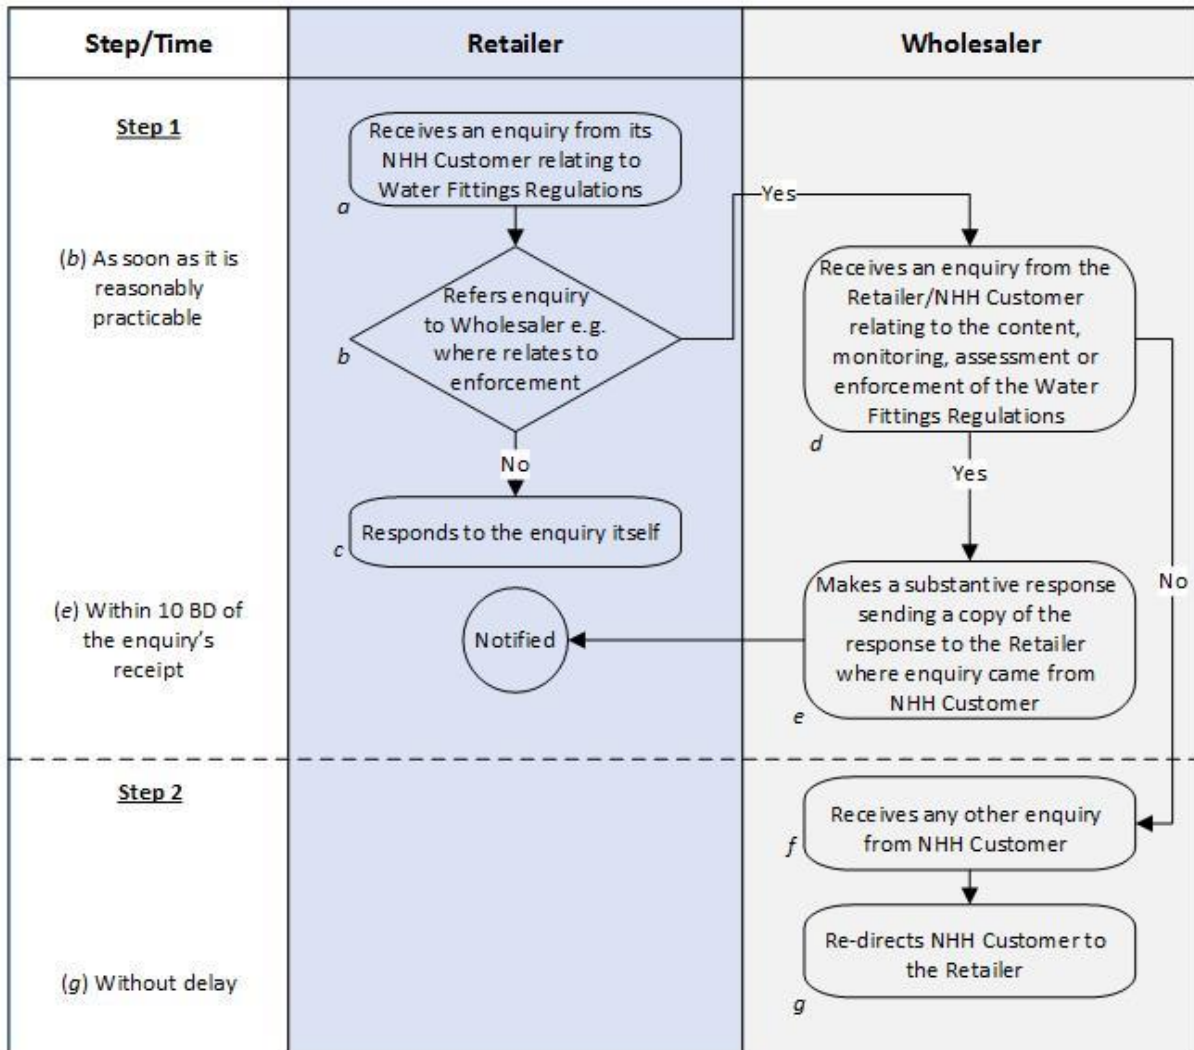 Step/Time
Retailer
Wholesaler
Step 1
Receives an enquiry from its
NHH Customer relating to
Water Fittings Regulations
a
Yes
(b) As soon as it is
reasonably
practicable
Refers enquiry
to Wholesaler e.g.
where relates to
enforcement
b
Receives an enquiry from the
Retailer/NHH Customer
relating to the content,
monitoring, assessment or
enforcement of the Water
Fittings Regulations
d
No
Yes
Responds to the enquiry itself
c
No
(e) Within 10 BD of
the enquiry's
receipt
Notified
Makes a substantive response
sending a copy of the
response to the Retailer
where enquiry came from
NHH Customer
e
Step 2
Receives any other enquiry
from NHH Customer
f
(g) Without delay
Re-directs NHH Customer to
the Retailer
g